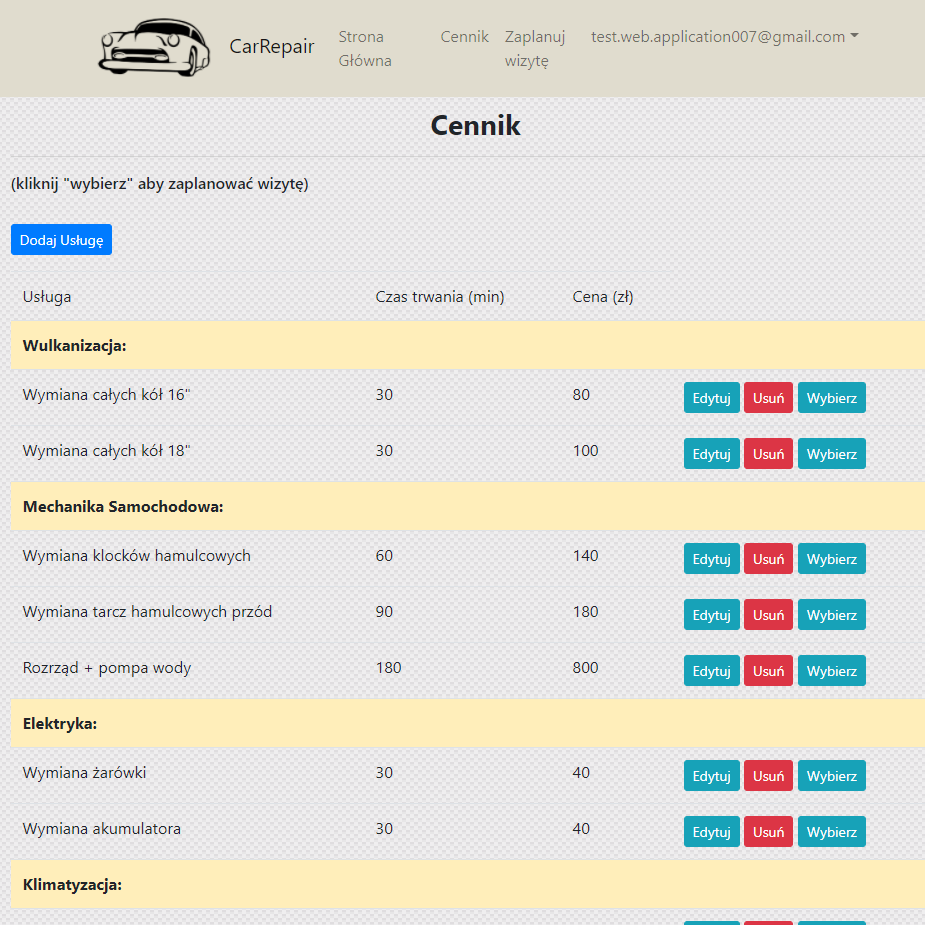 CarRepair
Strona
Główna
Cennik
Zaplanuj
wizytę
test.web.application007@gmail.com
Cennik
(kliknij "wybierz" aby zaplanować wizytę)
Dodaj Usługę
Usługa Czas trwania (min) Cena (zł)
Wulkanizacja:
Wymiana całych kół 16" 30 80 Edytuj Usuń Wybierz
Wymiana całych kół 18" 30 100 Edytuj Usuń Wybierz
Mechanika Samochodowa:
Wymiana klocków hamulcowych 60 140 Edytuj Usuń Wybierz
Wymiana tarcz hamulcowych przód 90 180 Edytuj Usuń Wybierz
Rozrząd + pompa wody 180 800 Edytuj Usuń Wybierz
Elektryka:
Wymiana żarówki 30 40 Edytuj Usuń Wybierz
Wymiana akumulatora 30 40 Edytuj Usuń Wybierz
Klimatyzacja: